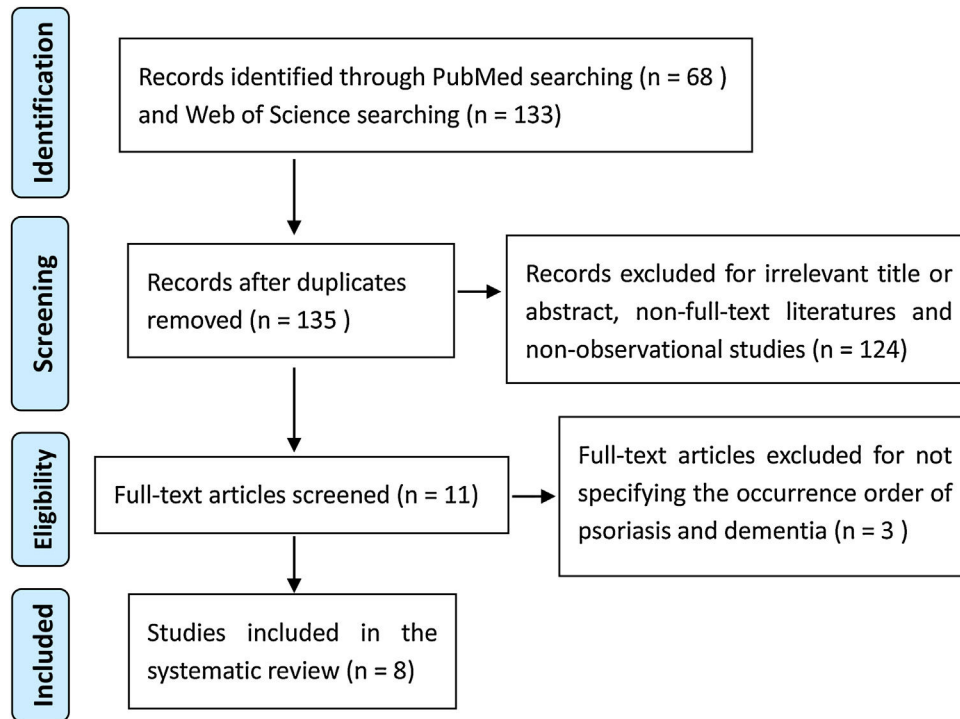 Identification
Records identified through PubMed searching (n = 68 )
and Web of Science searching (n = 133)
Screening
Records after duplicates
removed (n = 135 )
Records excluded for irrelevant title or
abstract, non-full-text literatures and
non-observational studies (n = 124)
Eligibility
Full-text articles screened (n = 11)
Full-text articles excluded for not
specifying the occurrence order of
psoriasis and dementia (n = 3 )
Included
Studies included in the
systematic review (n = 8)